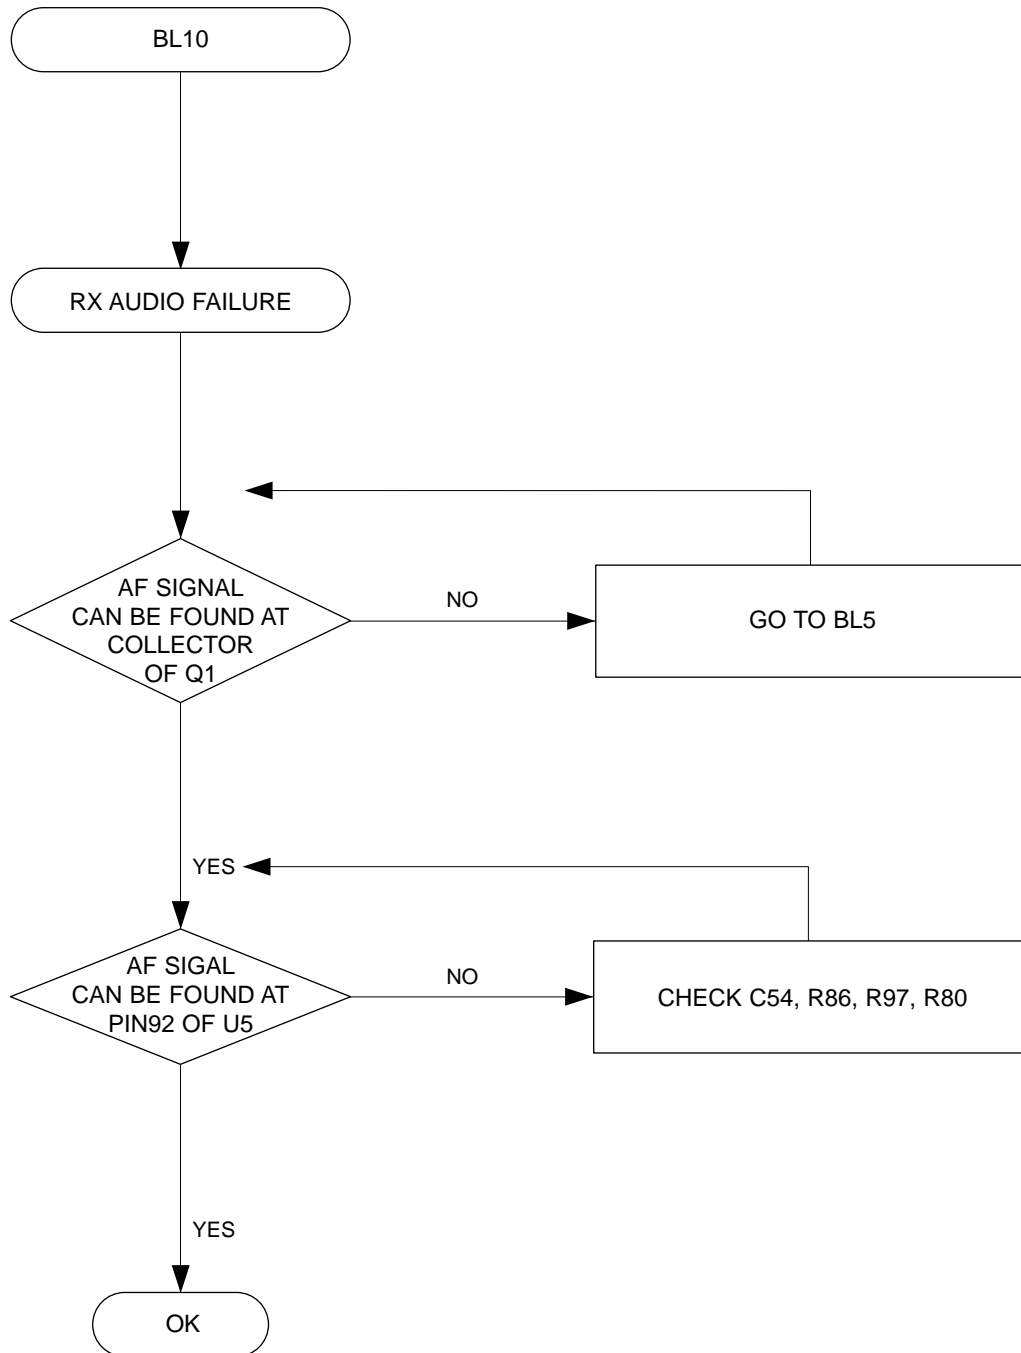 BL10
RX AUDIO FAILURE
AF SIGNAL
CAN BE FOUND AT
COLLECTOR
OF Q1
NO
GO TO BL5
YES
AF SIGAL
CAN BE FOUND AT
PIN92 OF U5
NO
CHECK C54, R86, R97, R80
YES
OK